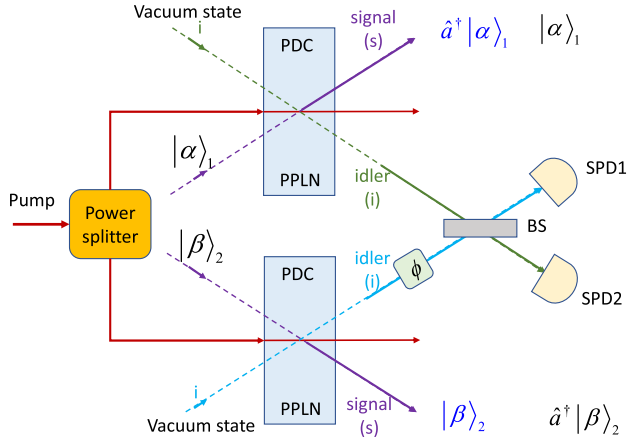 Vacuum state
i
PDC
signal
(s)
â†|α⟩₁ |α⟩₁
|α⟩₁
PPLN
idler
(i)
SPD1
Pump
Power
splitter
BS
|β⟩₂
PDC
idler
(i)
ϕ
SPD2
i
PPLN
signal
(s)
|β⟩₂ â†|β⟩₂
Vacuum state